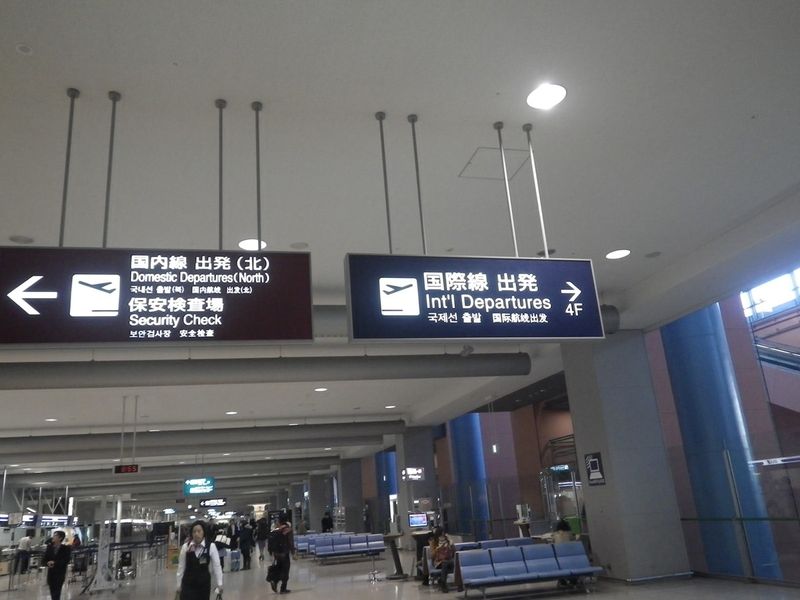 国内線 出発(北)
Domestic Departures(North)
국내선 출발(북) 国内航线 出发(北)
保安検査場
Security Check
보안검사장 安全检查
国際線 出発
Int'l Departures
국제선 출발 国际航线出发
4F